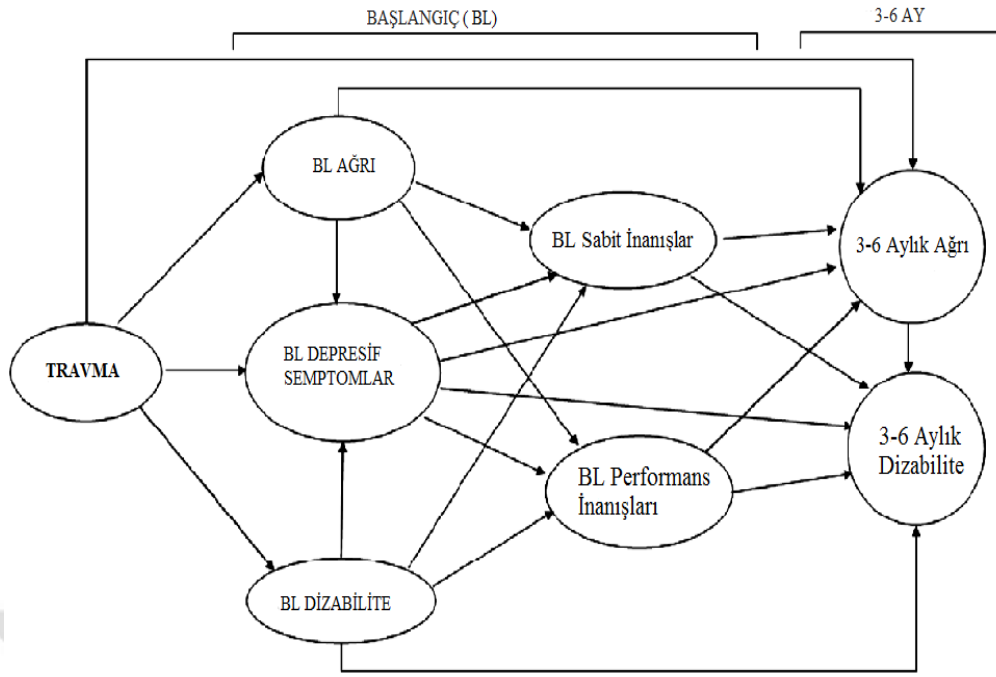 BAŞLANGIÇ ( BL)
3-6 AY
BL AĞRI
BL Sabit İnanışlar
3-6 Aylık Ağrı
TRAVMA
BL DEPRESİF
SEMPTOMLAR
3-6 Aylık
Dizabilite
BL Performans
İnanışları
BL DİZABİLİTE